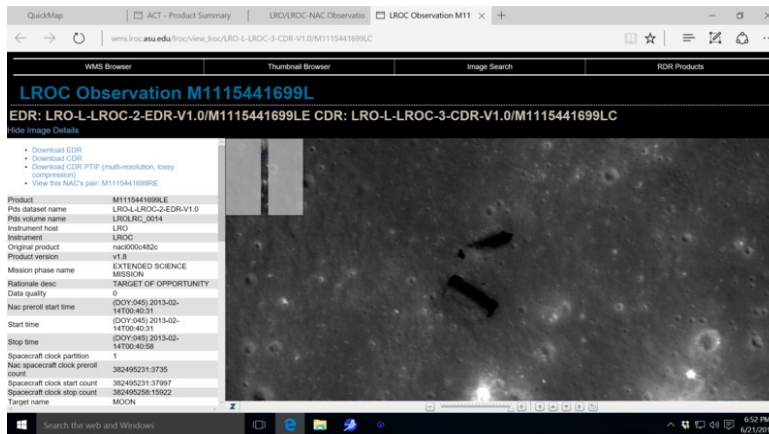 QuickMap
ACT - Product Summary
LRO/LROC-NAC Observatio
LROC Observation M11
wms.lroc.asu.edu/lroc/view_lroc/LRO-L-LROC-3-CDR-V1.0/M1115441699LC
WMS Browser
Thumbnail Browser
Image Search
RDR Products
LROC Observation M1115441699L
EDR: LRO-L-LROC-2-EDR-V1.0/M1115441699LE CDR: LRO-L-LROC-3-CDR-V1.0/M1115441699LC
Hide Image Details
• Download EDR
• Download CDR
• Download CDR PTIF (multi-resolution, lossy
compression)
• View this NAC's pair: M1115441699RE
Product M1115441699LE
Pds dataset name LRO-L-LROC-2-EDR-V1.0
Pds volume name LROLRC_0014
Instrument host LRO
Instrument LROC
Original product nacl000c482c
Product version v1.8
Mission phase name EXTENDED SCIENCE
MISSION
Rationale desc TARGET OF OPPORTUNITY
Data quality 0
Nac preroll start time (DOY:045) 2013-02-
14T00:40:31
Start time (DOY:045) 2013-02-
14T00:40:31
Stop time (DOY:045) 2013-02-
14T00:40:58
Spacecraft clock partition 1
Nac spacecraft clock preroll
count 382495231:3735
Spacecraft clock start count 382495231:37997
Spacecraft clock stop count 382495258:15922
Target name MOON
Search the web and Windows
6:52 PM
6/21/201